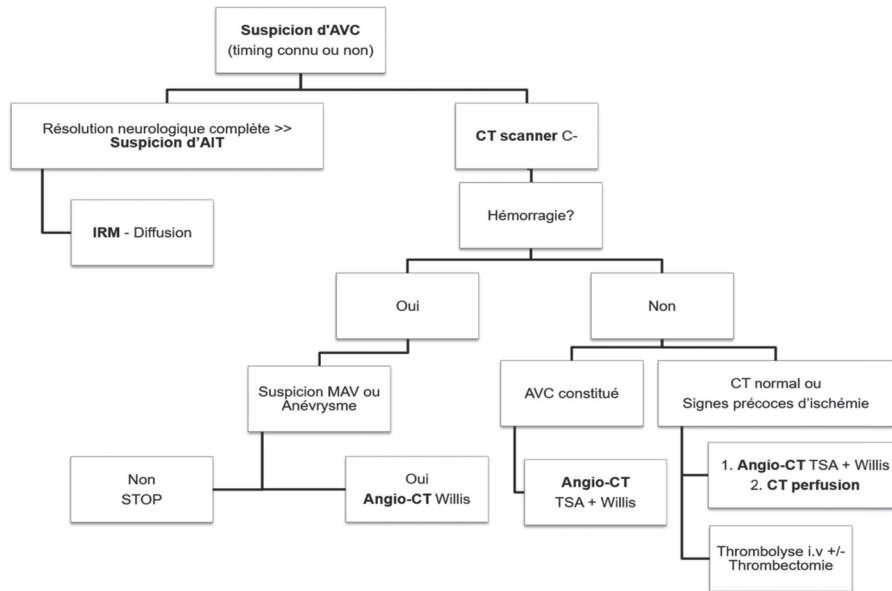 Suspicion d'AVC
(timing connu ou non)
Résolution neurologique complète >>
Suspicion d'AIT
CT scanner C-
IRM - Diffusion
Hémorragie?
Oui
Non
Suspicion MAV ou
Anévrysme
AVC constitué
CT normal ou
Signes précoces d'ischémie
Non
STOP
Oui
Angio-CT Willis
Angio-CT
TSA + Willis
1. Angio-CT TSA + Willis
2. CT perfusion
Thrombolyse i.v +/-
Thrombectomie